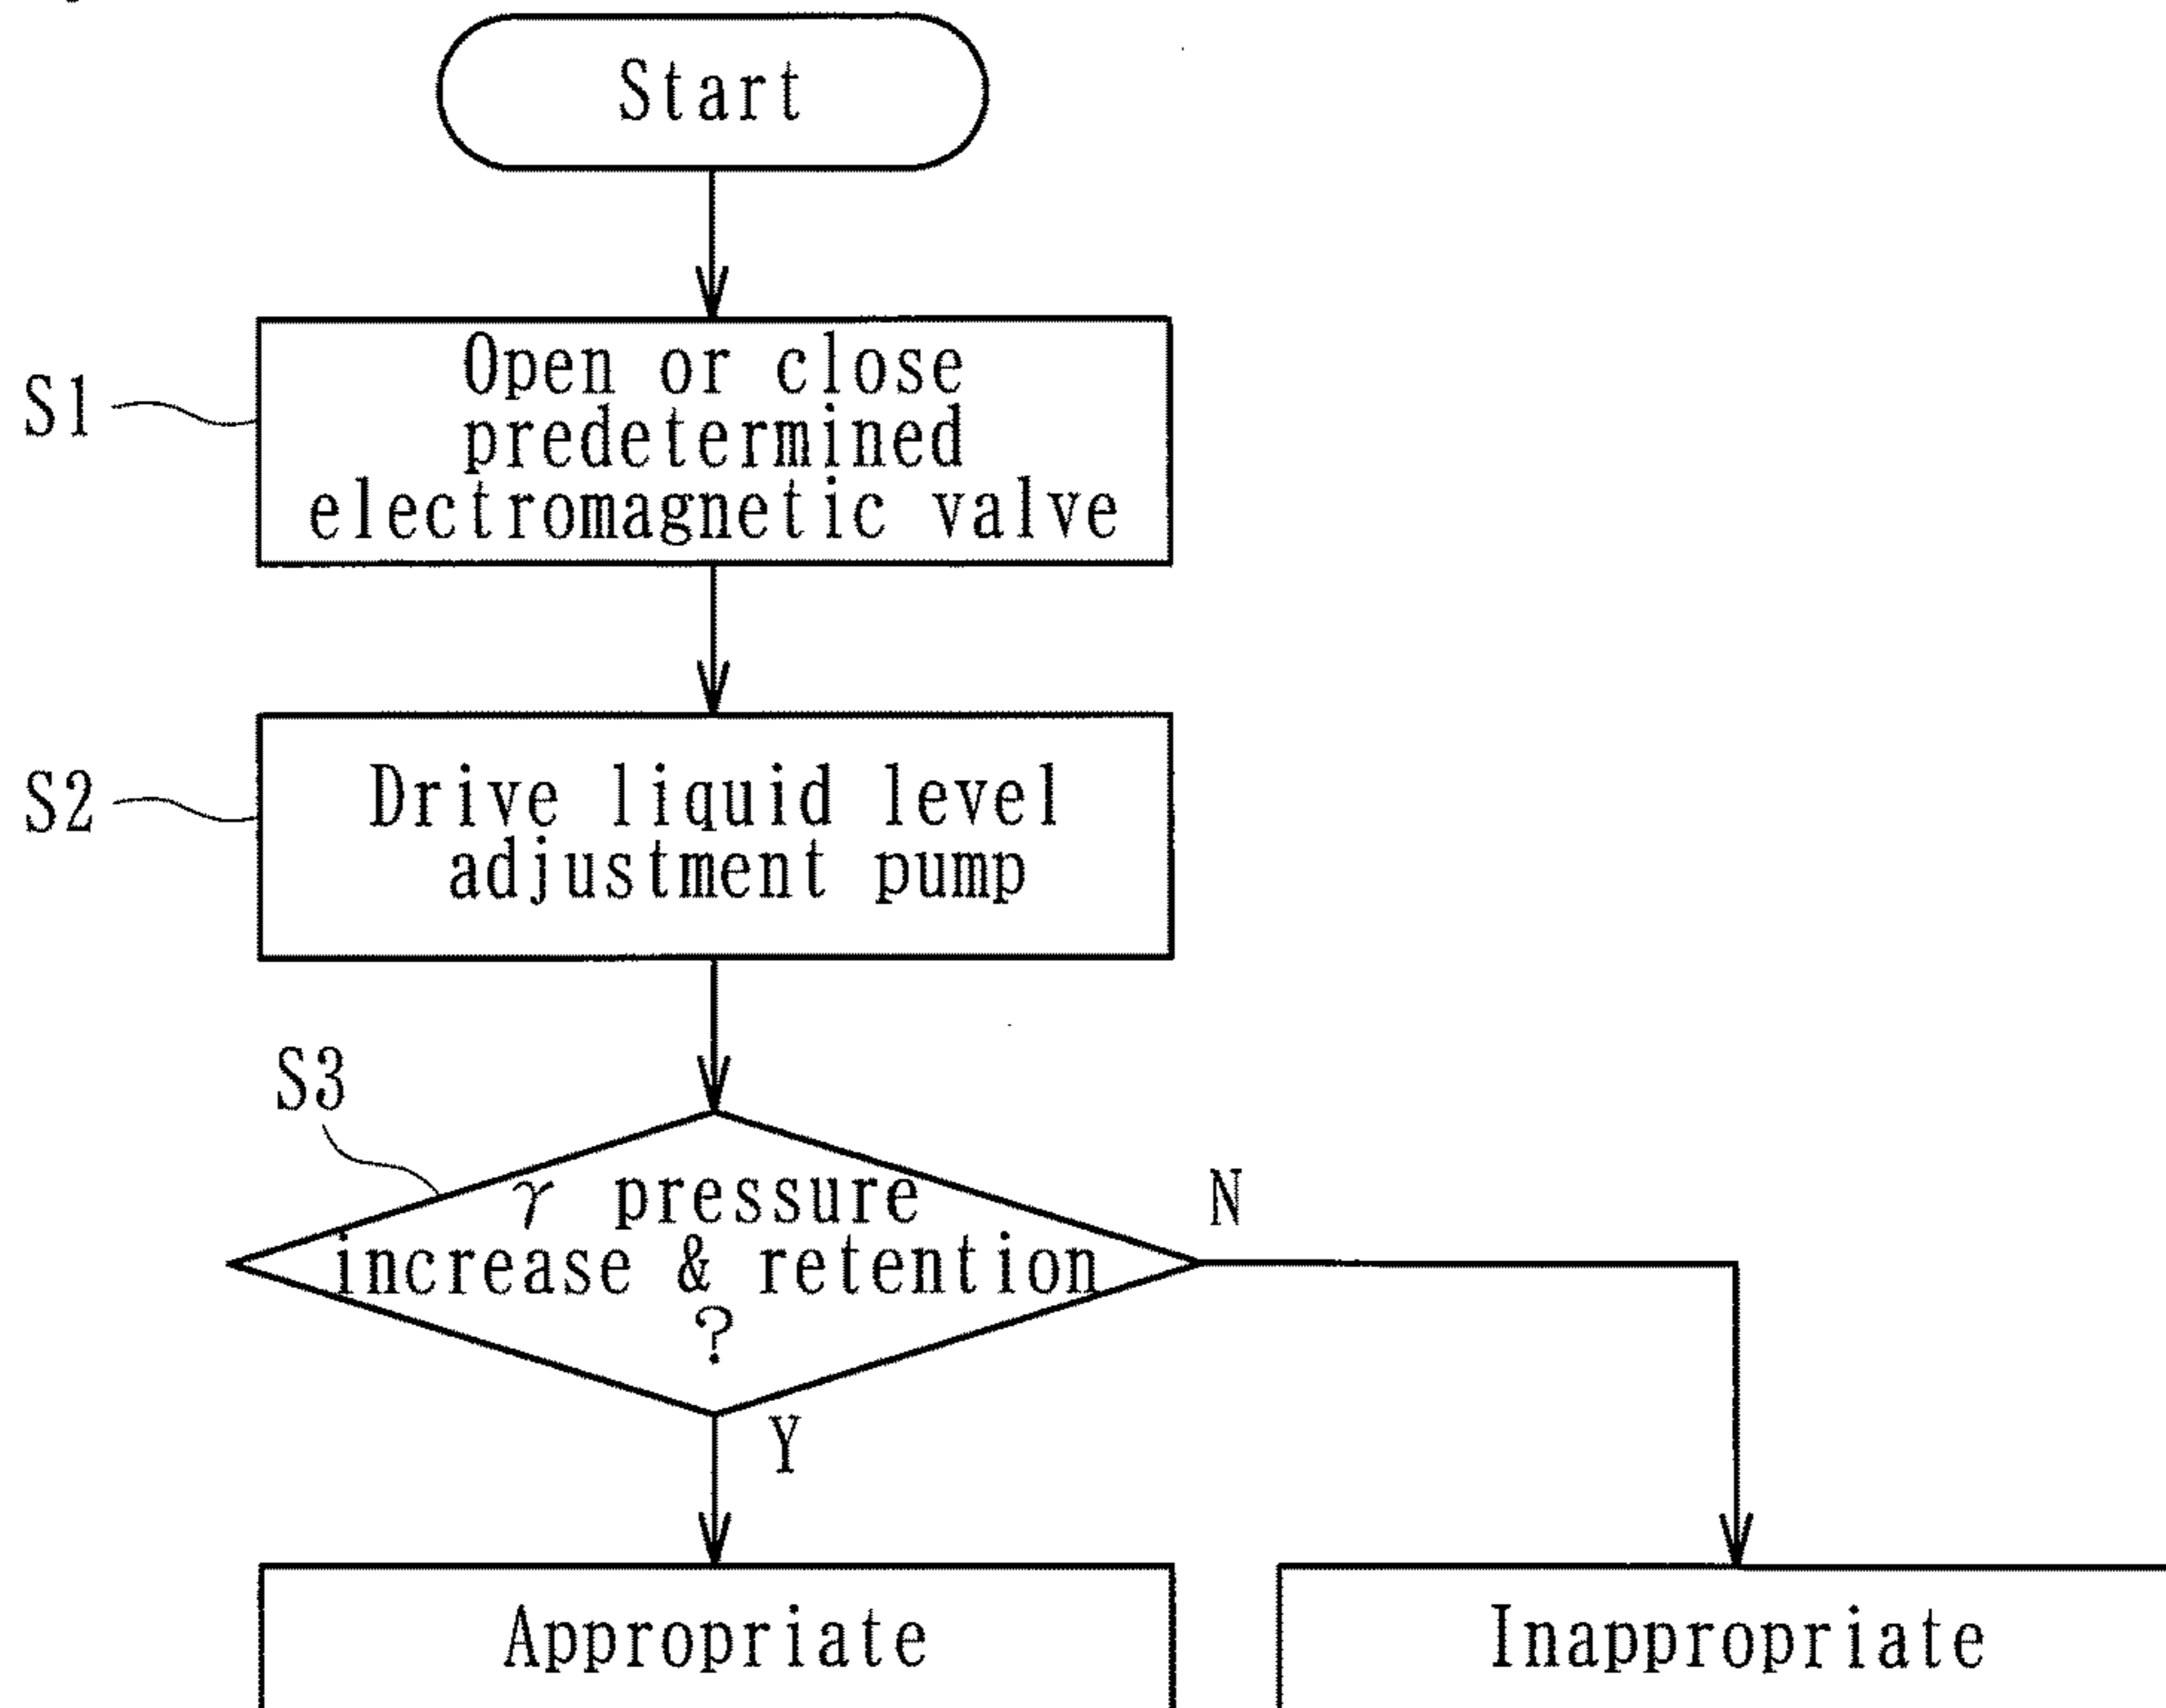 Start
S1
Open or close
predetermined
electromagnetic valve
S2
Drive liquid level
adjustment pump
S3
γ pressure
increase & retention
?
N
Y
Appropriate
Inappropriate